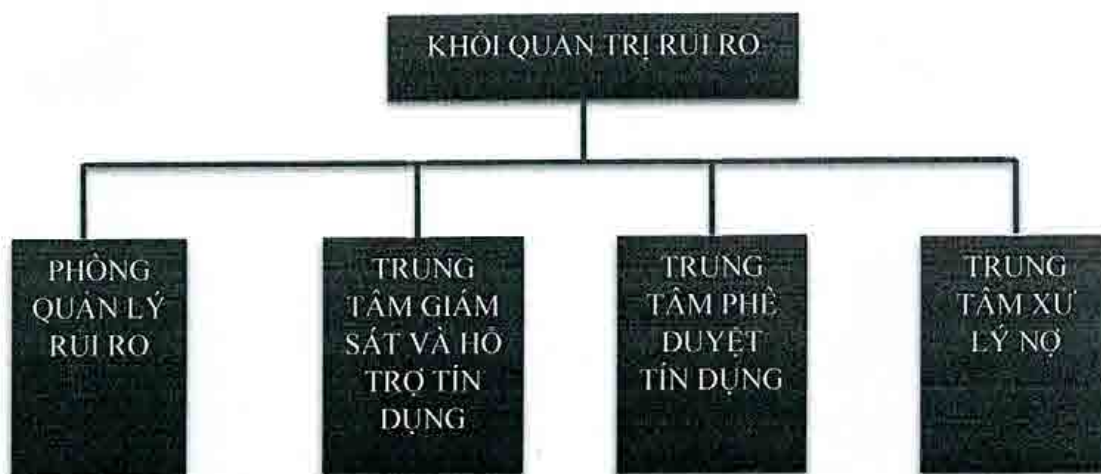 KHỐI QUẢN TRỊ RỦI RO
PHÒNG
QUẢN LÝ
RỦI RO
TRUNG
TÂM GIÁM
SÁT VÀ HỖ
TRỢ TÍN
DỤNG
TRUNG
TÂM PHÊ
DUYỆT
TÍN DỤNG
TRUNG
TÂM XỬ
LÝ NỢ